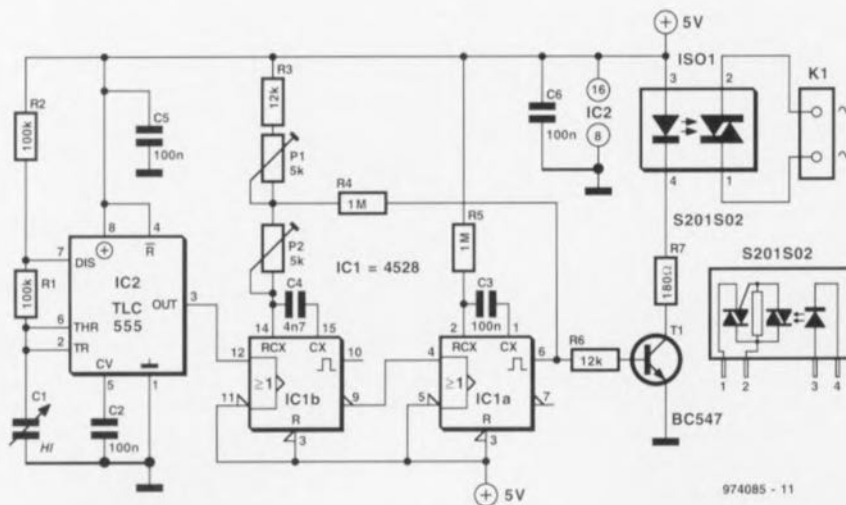 5V
ISO1
R3
12k
R2
100k
C5
100n
C6
100n
16
IC2
8
3
2
K1
~
~
P1
5k
4
1
R4
1M
R5
1M
S201S02
8
4
R
7
DIS
IC2
TLC
555
OUT
3
R1
100k
P2
5k
IC1 = 4528
R7
180Ω
S201S02
C4
4n7
C3
100n
6
THR
2
TR
CV
5
1
14
15
RCX
CX
12
10
≥1
11
9
IC1b
R
3
2
1
RCX
CX
4
6
≥1
5
7
IC1a
R
3
R6
12k
T1
BC547
1
2
3
4
C1
HI
C2
100n
5V
974085 - 11